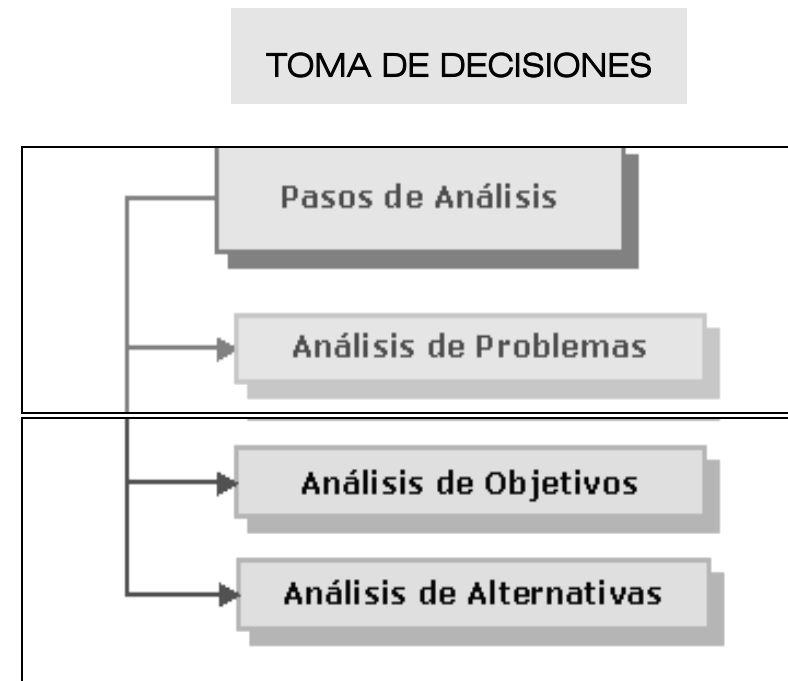 TOMA DE DECISIONES
Pasos de Análisis
Análisis de Problemas
Análisis de Objetivos
Análisis de Alternativas